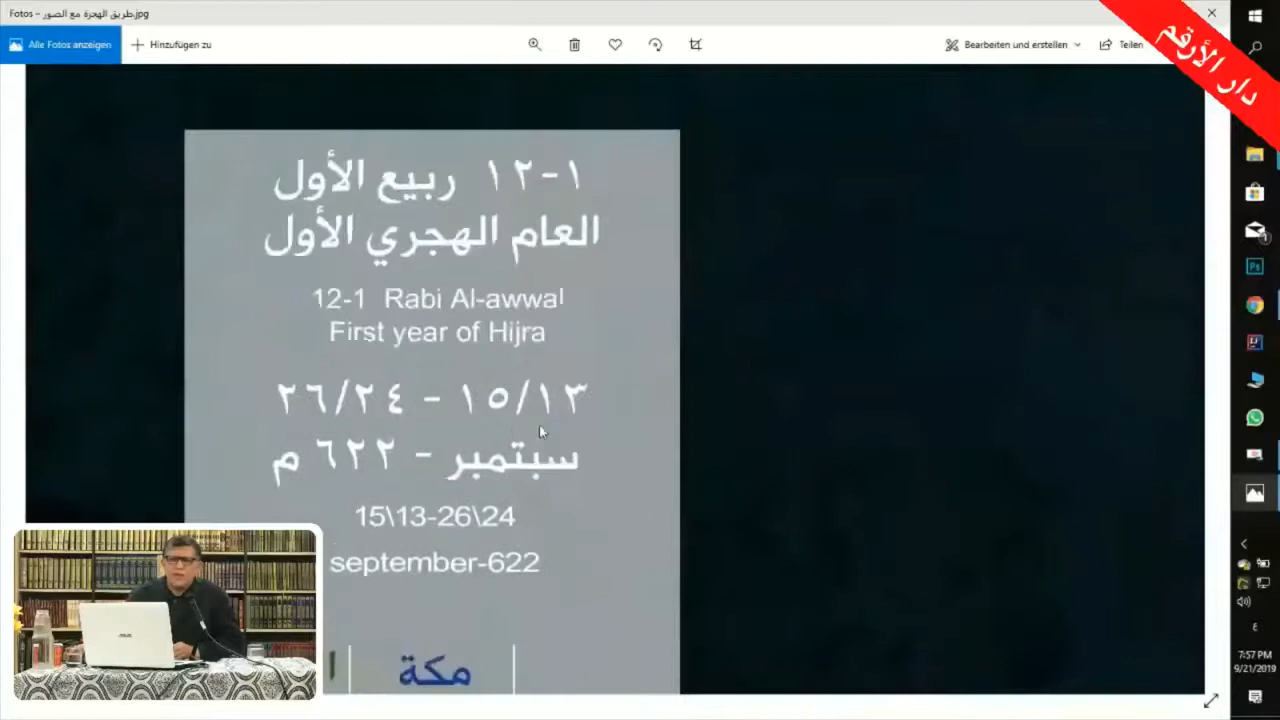 Fotos – طريق الهجرة مع الصور.jpg
Alle Fotos anzeigen
Hinzufügen zu
Bearbeiten und erstellen
Teilen
دار الأرقم
١-١٢ ربيع الأول
العام الهجري الأول
12-1 Rabi Al-awwal
First year of Hijra
١٥/١٣ - ٢٦/٢٤
سبتمبر - ٦٢٢ م
15\13-26\24
september-622
مكة
Ps
ع
7:57 PM
9/21/2019